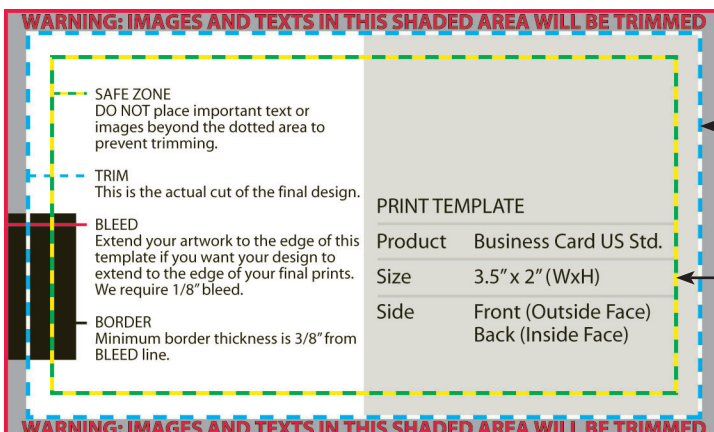 WARNING: IMAGES AND TEXTS IN THIS SHADED AREA WILL BE TRIMMED
SAFE ZONE
DO NOT place important text or
images beyond the dotted area to
prevent trimming.
TRIM
This is the actual cut of the final design.
BLEED
Extend your artwork to the edge of this
template if you want your design to
extend to the edge of your final prints.
We require 1/8" bleed.
BORDER
Minimum border thickness is 3/8" from
BLEED line.
PRINT TEMPLATE
Product Business Card US Std.
Size 3.5" x 2" (WxH)
Side Front (Outside Face)
Back (Inside Face)
WARNING: IMAGES AND TEXTS IN THIS SHADED AREA WILL BE TRIMMED